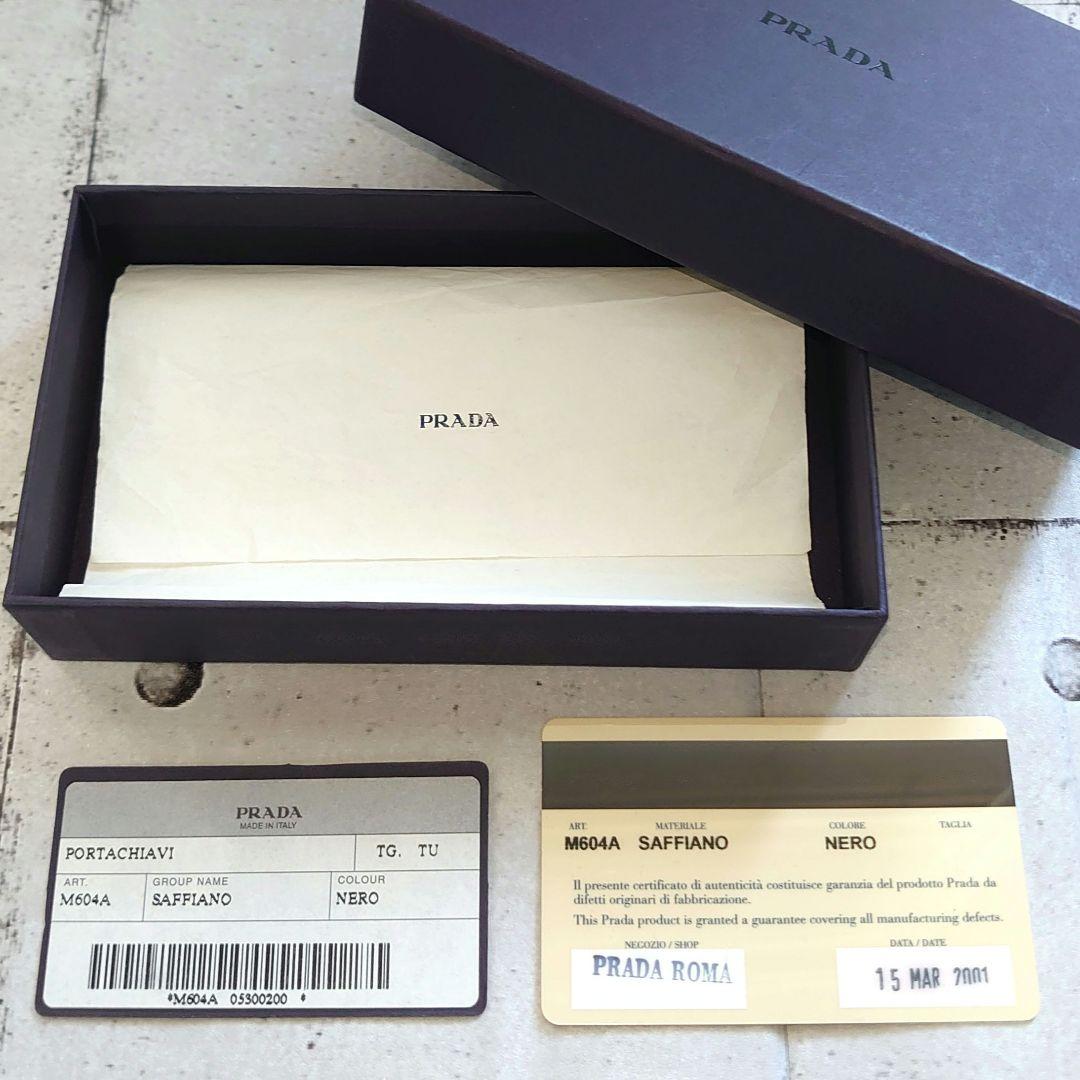 PRADA
PRADA
PRADA
MADE IN ITALY
PORTACHIAVI TG. TU
ART. GROUP NAME COLOUR
M604A SAFFIANO NERO
*M604A 05300200 *
ART. MATERIALE COLORE TAGLIA
M604A SAFFIANO NERO
Il presente certificato di autenticità costituisce garanzia del prodotto Prada da
difetti originari di fabbricazione.
This Prada product is granted a guarantee covering all manufacturing defects.
NEGOZIO / SHOP DATA / DATE
PRADA ROMA 15 MAR 2001